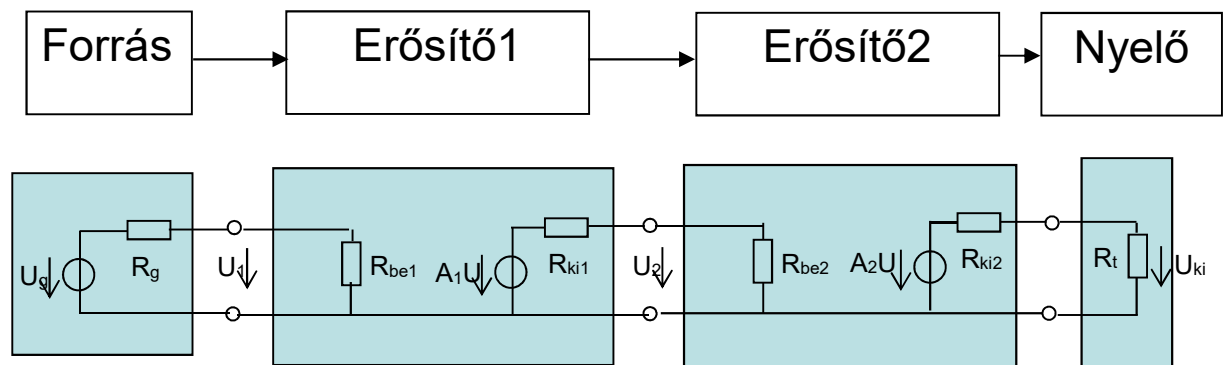 Forrás Erősítő1 Erősítő2 Nyelő
Ug Rg U1 Rbe1 A1U Rki1 U2 Rbe2 A2U Rki2 Rt Uki